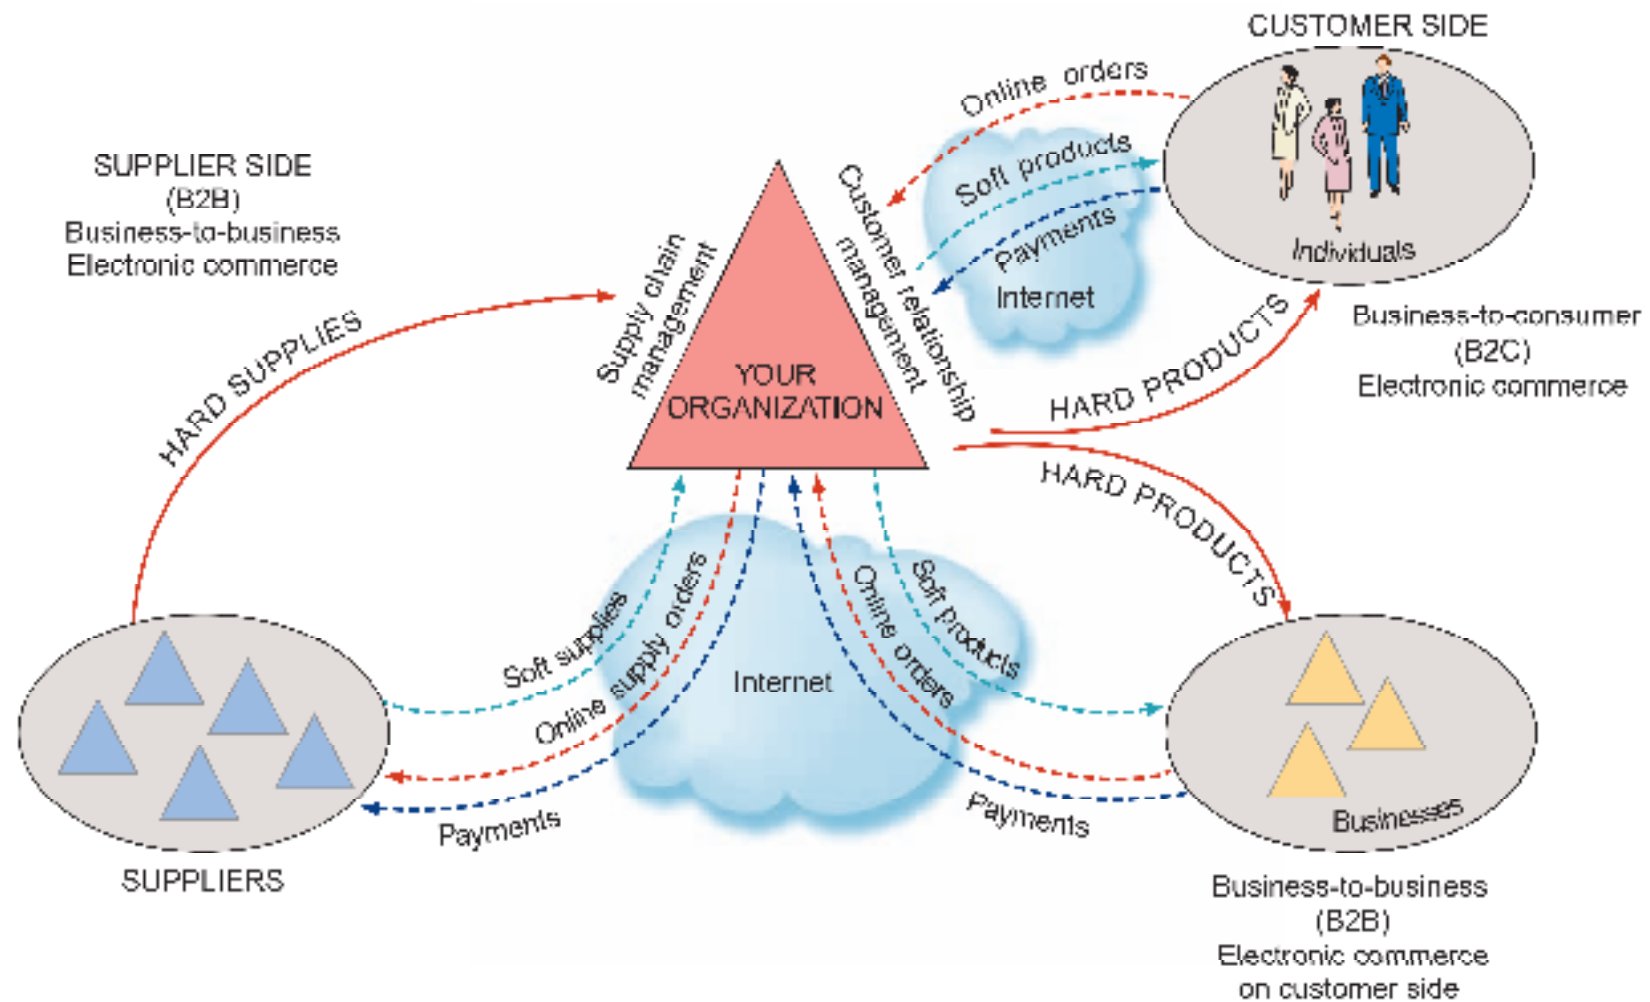 CUSTOMER SIDE
Online orders
Soft products
Payments
Internet
Individuals
SUPPLIER SIDE
(B2B)
Business-to-business
Electronic commerce
Supply chain
management
Customer relationship
management
YOUR
ORGANIZATION
HARD SUPPLIES
HARD PRODUCTS
Business-to-consumer
(B2C)
Electronic commerce
HARD PRODUCTS
Soft supplies
Online supply orders
Payments
Internet
Online orders
Soft products
Payments
Businesses
SUPPLIERS
Business-to-business
(B2B)
Electronic commerce
on customer side